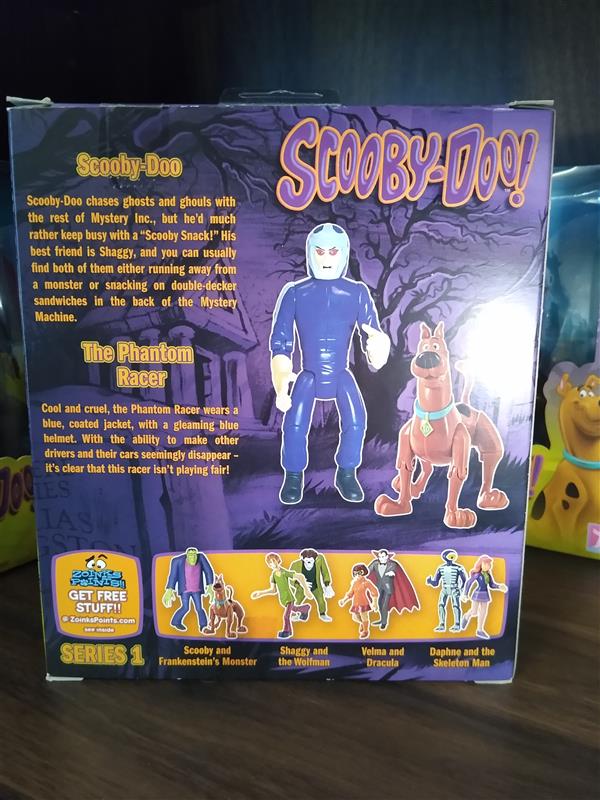 SCOOBY-DOO!
Scooby-Doo
Scooby-Doo chases ghosts and ghouls with
the rest of Mystery Inc., but he'd much
rather keep busy with a “Scooby Snack!” His
best friend is Shaggy, and you can usually
find both of them either running away from
a monster or snacking on double-decker
sandwiches in the back of the Mystery
Machine.
The Phantom
Racer
Cool and cruel, the Phantom Racer wears a
blue, coated jacket, with a gleaming blue
helmet. With the ability to make other
drivers and their cars seemingly disappear –
it's clear that this racer isn't playing fair!
ZOINKS
POINTS!!
GET FREE
STUFF!!
@ ZoinksPoints.com
see inside
SERIES 1
Scooby and
Frankenstein's Monster
Shaggy and
the Wolfman
Velma and
Dracula
Daphne and the
Skeleton Man